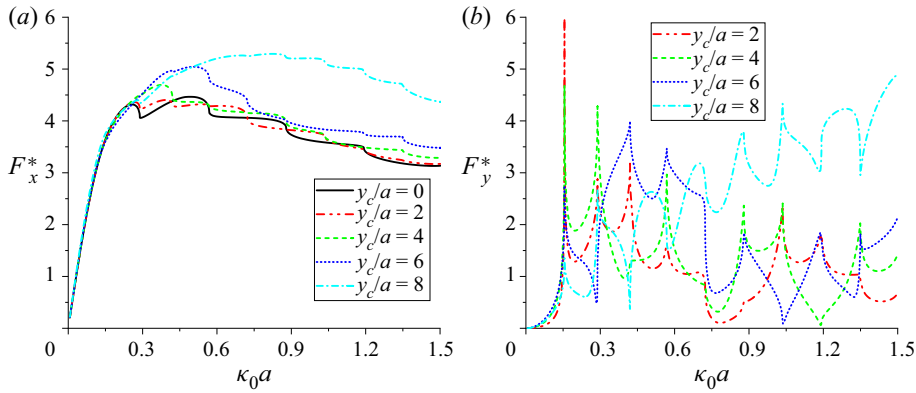 (a)
6
5
4
3
2
1
0
0.3
0.6
0.9
1.2
1.5
F*x
κ0a
yc/a = 0
yc/a = 2
yc/a = 4
yc/a = 6
yc/a = 8
(b)
6
5
4
3
2
1
0
0.3
0.6
0.9
1.2
1.5
F*y
κ0a
yc/a = 2
yc/a = 4
yc/a = 6
yc/a = 8